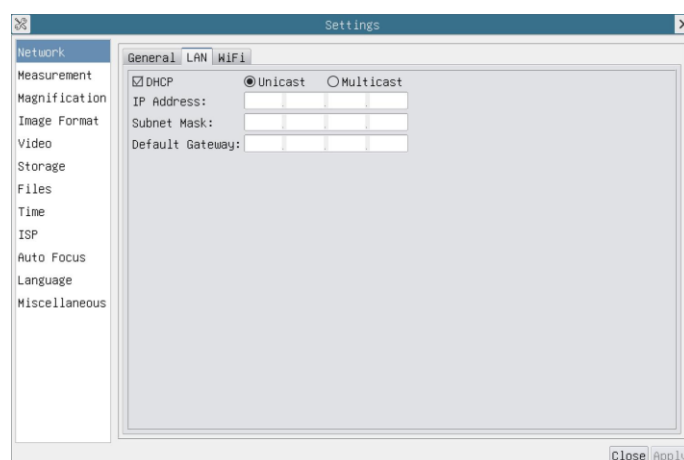 Settings
Network
Measurement
Magnification
Image Format
Video
Storage
Files
Time
ISP
Auto Focus
Language
Miscellaneous
General LAN WiFi
DHCP Unicast Multicast
IP Address:
Subnet Mask:
Default Gateway:
Close Apply